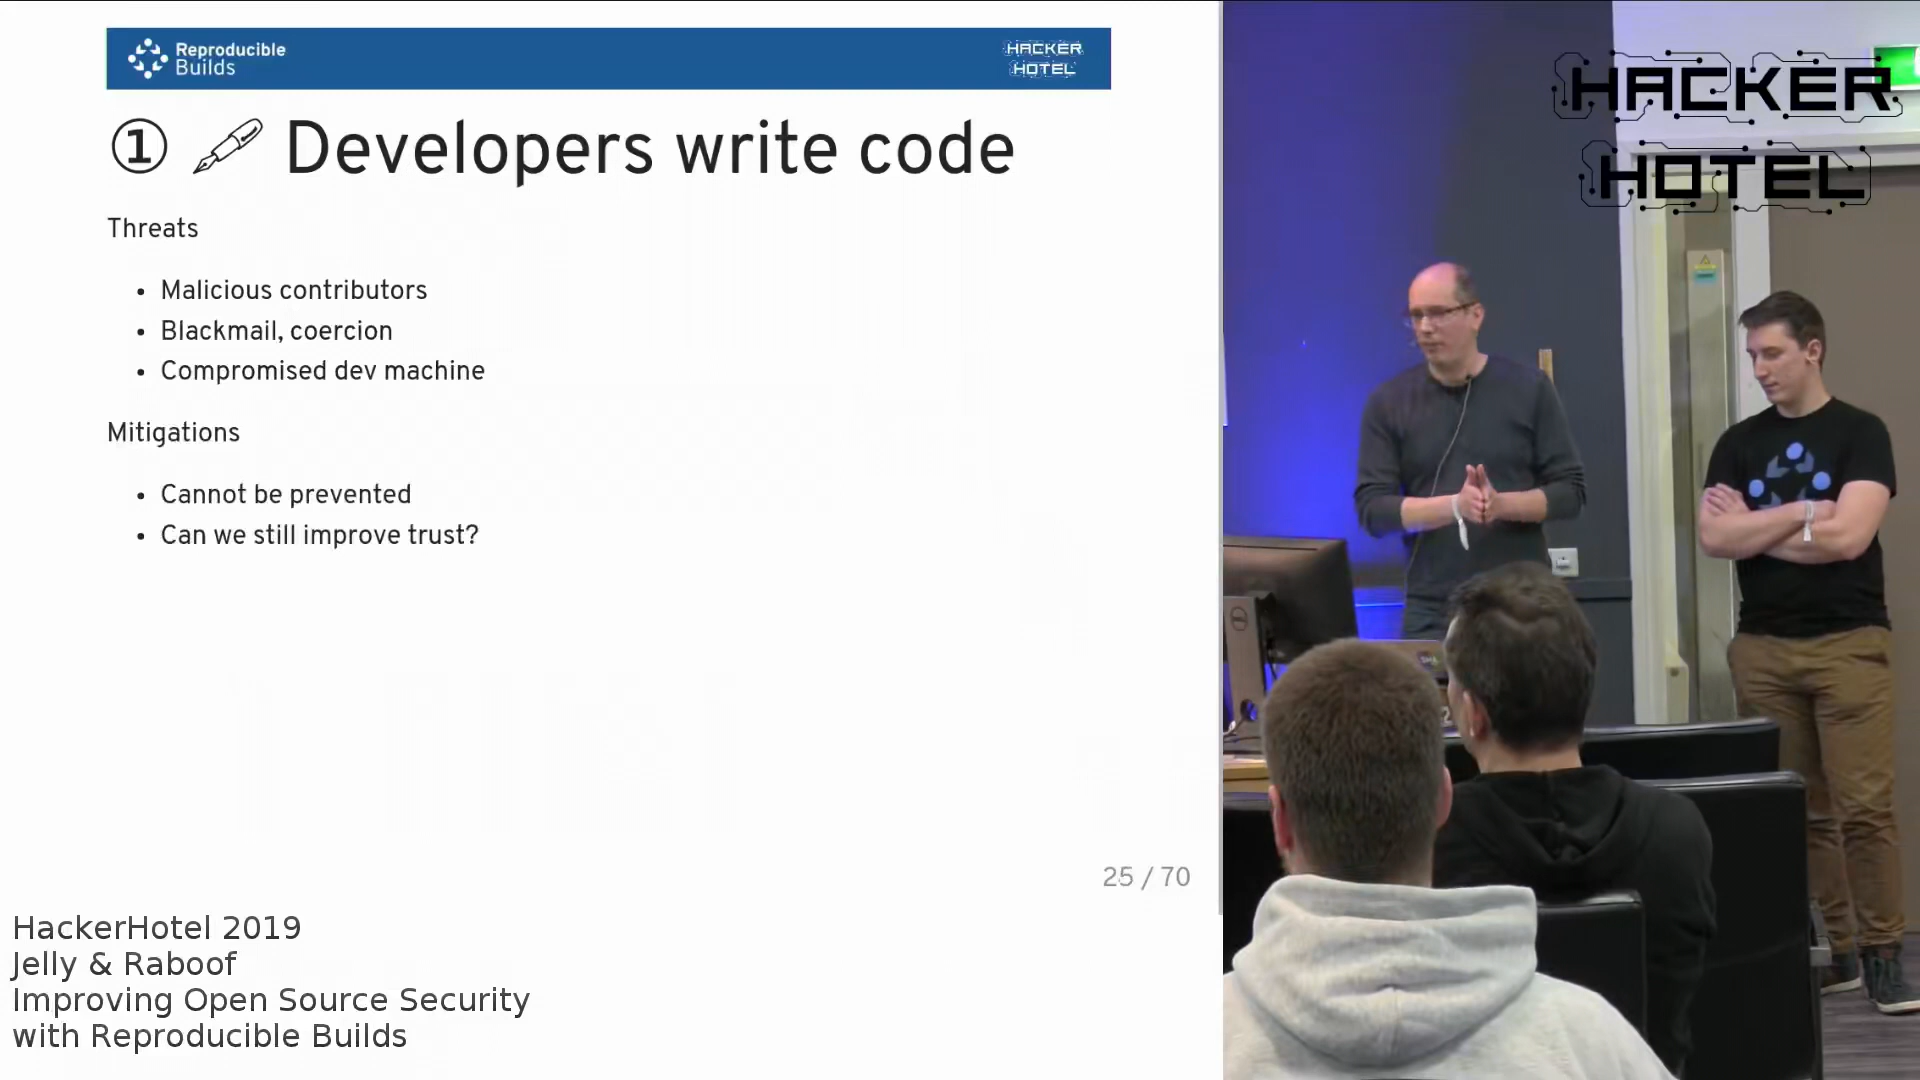 Reproducible
Builds
HACKER
HOTEL
① Developers write code
Threats
• Malicious contributors
• Blackmail, coercion
• Compromised dev machine
Mitigations
• Cannot be prevented
• Can we still improve trust?
25 / 70
HackerHotel 2019
Jelly & Raboof
Improving Open Source Security
with Reproducible Builds
HACKER
HOTEL